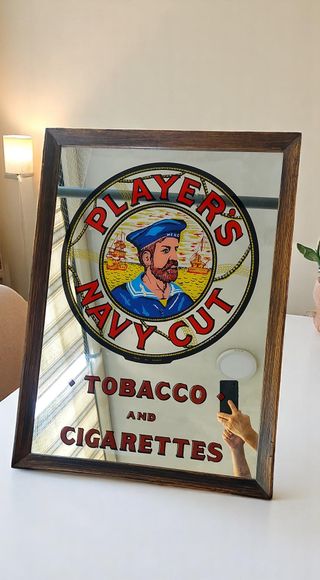 PLAYER'S
NAVY CUT
• TOBACCO •
AND
CIGARETTES